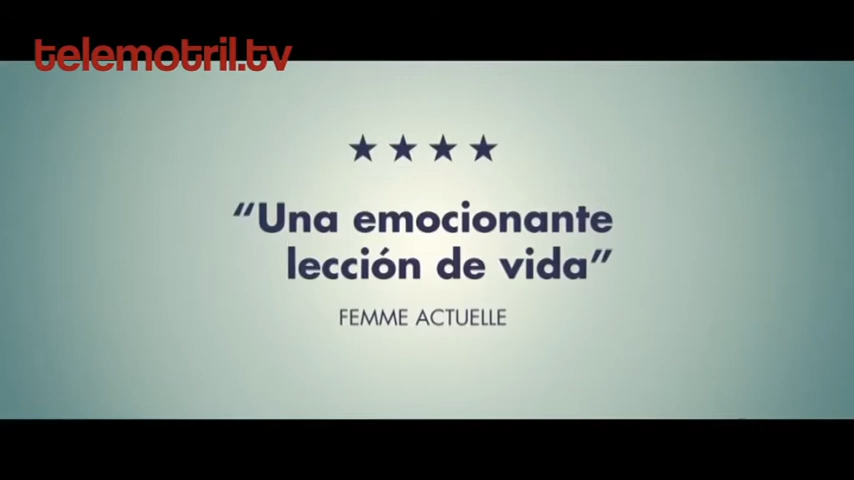 telemotril.tv
★ ★ ★ ★
“Una emocionante
lección de vida”
FEMME ACTUELLE